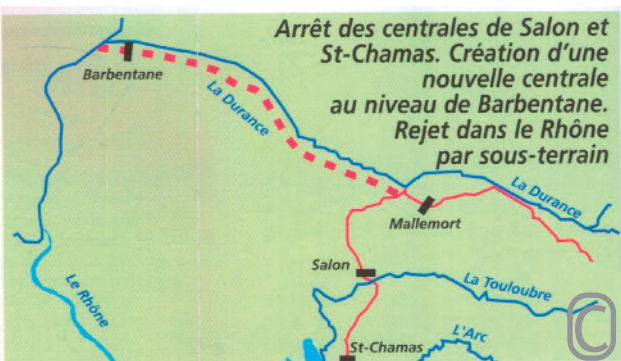 Arrêt des centrales de Salon et
St-Chamas. Création d'une
nouvelle centrale
au niveau de Barbentane.
Rejet dans le Rhône
par sous-terrain
Barbentane
La Durance
La Durance
Mallemort
Salon
La Touloubre
Le Rhône
L'Arc
St-Chamas
©